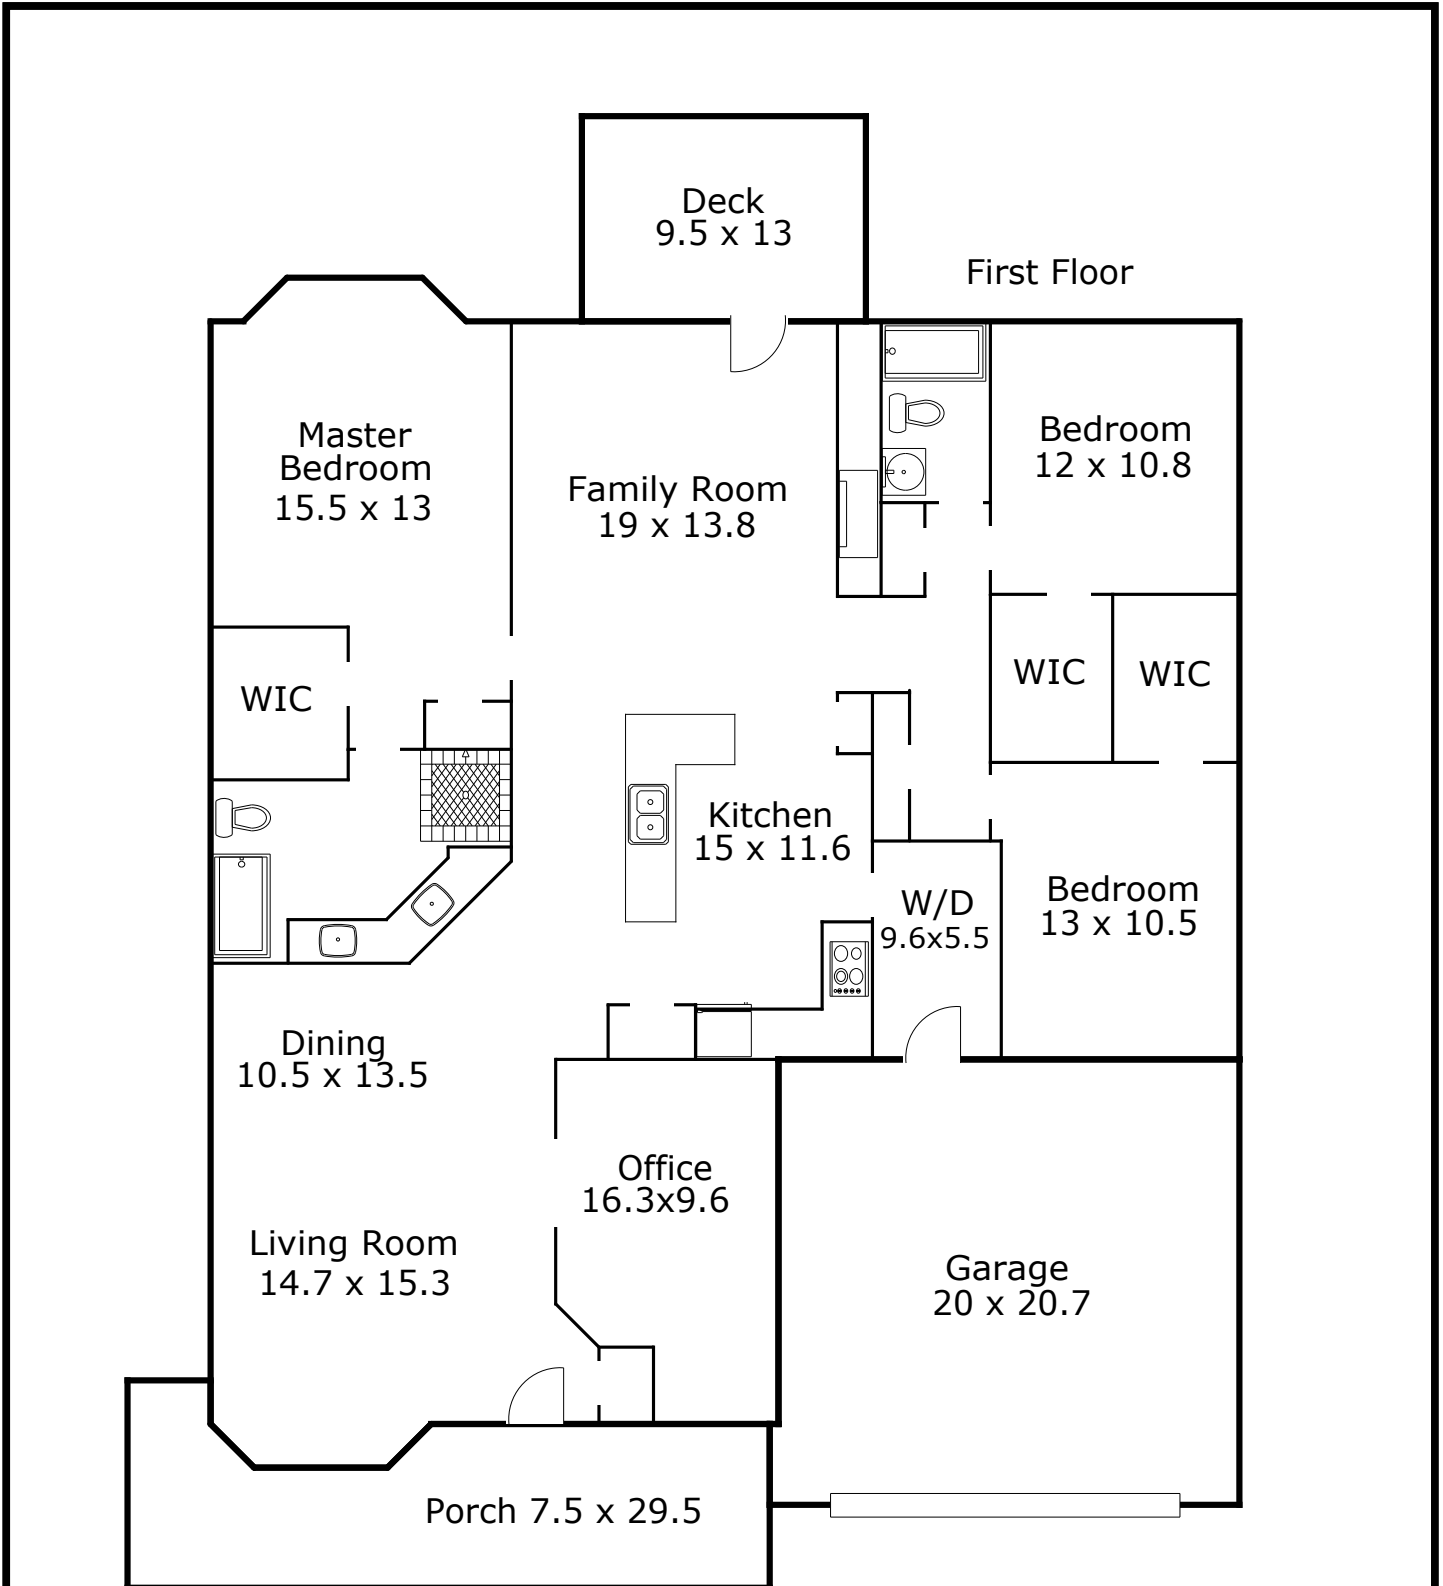 Deck
9.5 x 13
First Floor
Master
Bedroom
15.5 x 13
Family Room
19 x 13.8
Bedroom
12 x 10.8
WIC
WIC
WIC
Kitchen
15 x 11.6
W/D
9.6x5.5
Bedroom
13 x 10.5
Dining
10.5 x 13.5
Office
16.3x9.6
Living Room
14.7 x 15.3
Garage
20 x 20.7
Porch 7.5 x 29.5